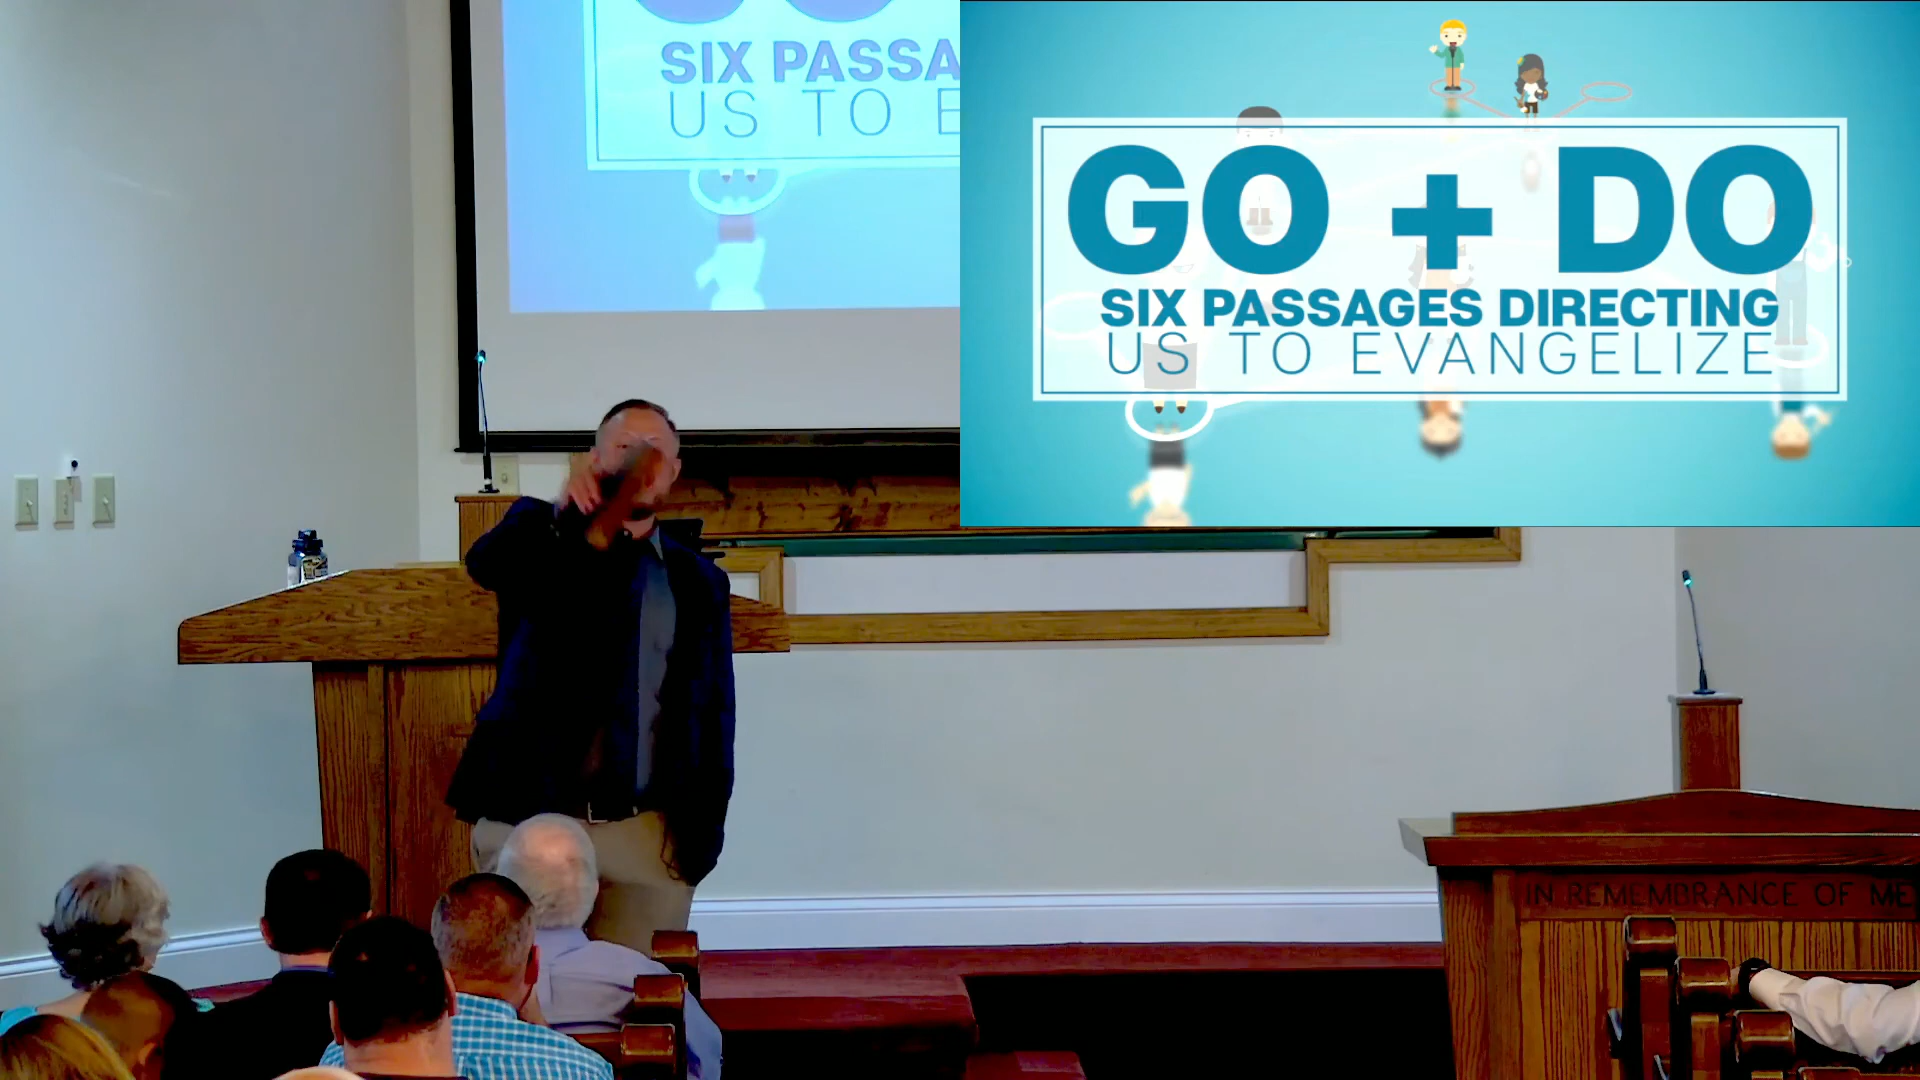 SIX PASSA
US TO E
GO + DO
SIX PASSAGES DIRECTING
US TO EVANGELIZE
IN REMEMBRANCE OF ME